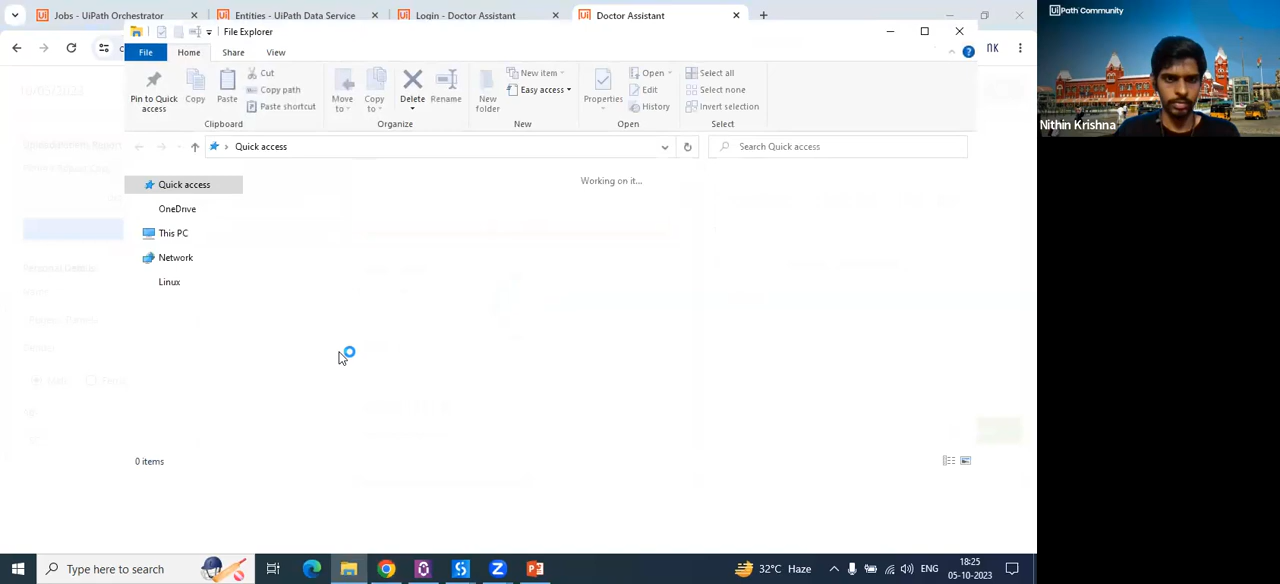 Jobs - UiPath Orchestrator
Entities - UiPath Data Service
Login - Doctor Assistant
Doctor Assistant
UiPath Community
File Explorer
File
Home
Share
View
ПК
Pin to Quick access
Copy
Paste
Cut
Copy path
Paste shortcut
Move to
Copy to
Delete
Rename
New folder
New item
Easy access
Properties
Open
Edit
History
Select all
Select none
Invert selection
Clipboard
Organize
New
Open
Select
Nithin Krishna
Quick access
Search Quick access
Quick access
Working on it...
OneDrive
This PC
Network
Linux
0 items
Type here to search
32°C Haze
ENG
18:25
05-10-2023